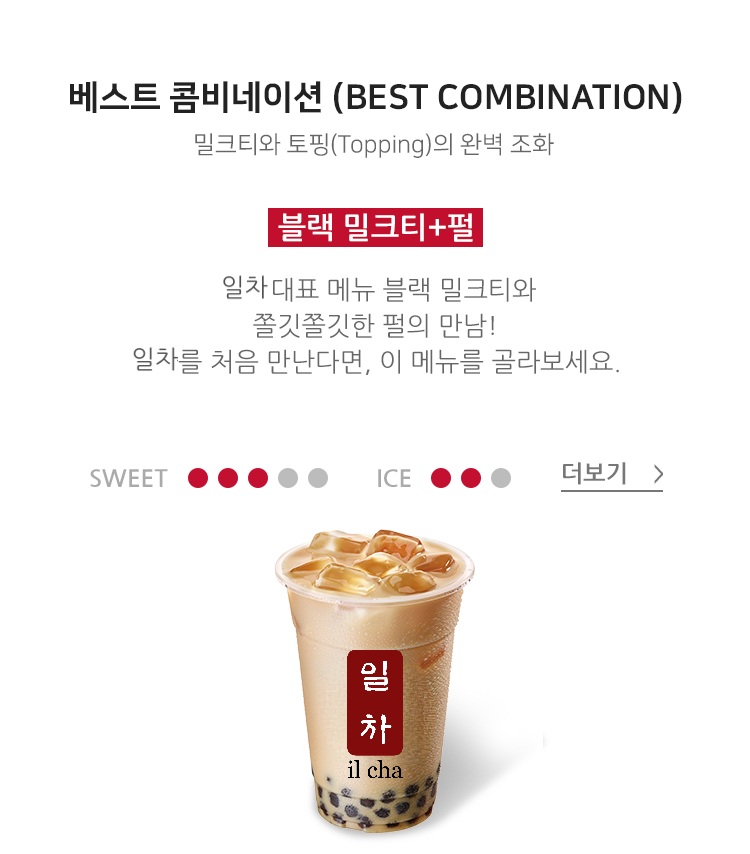 베스트 콤비네이션 (BEST COMBINATION)
밀크티와 토핑(Topping)의 완벽 조화
블랙 밀크티+펄
일차 대표 메뉴 블랙 밀크티와
쫄깃쫄깃한 펄의 만남!
일차를 처음 만난다면, 이 메뉴를 골라보세요.
SWEET ICE 더보기 >
일
차
il cha